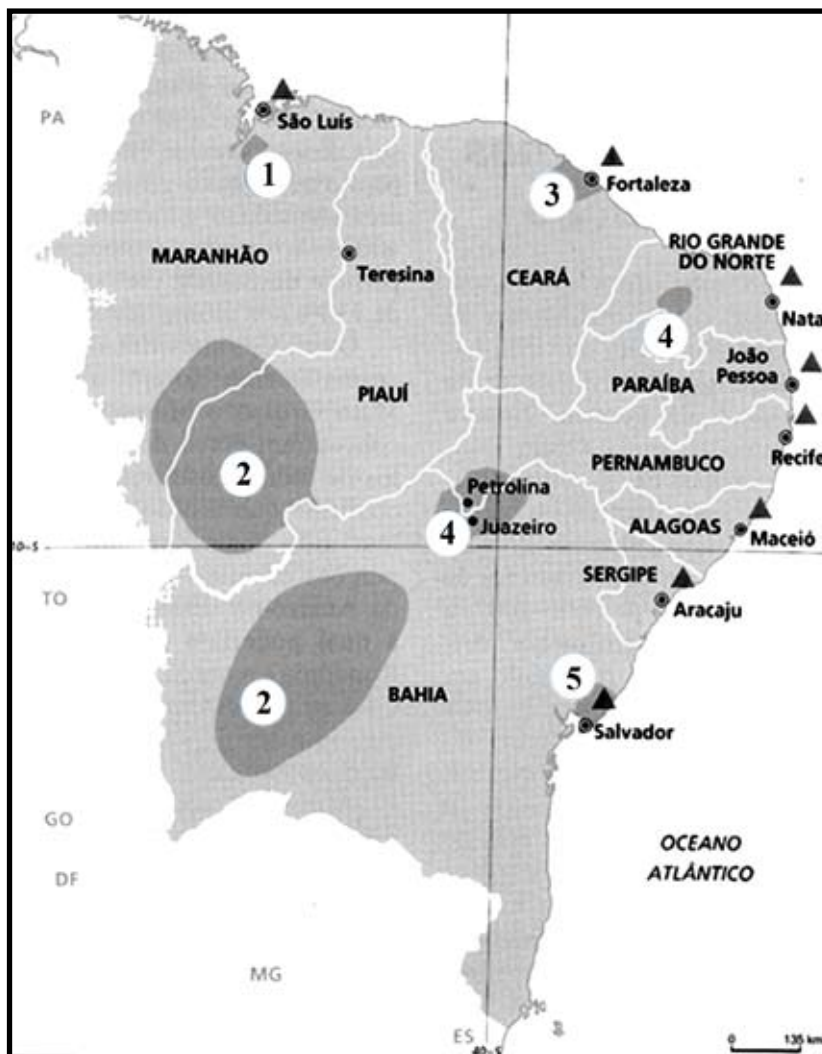 PA
São Luís
1
3
Fortaleza
MARANHÃO
Teresina
CEARÁ
RIO GRANDE
DO NORTE
Nata
4
JOÃO
PESSOA
PARAÍBA
PIAUÍ
Recife
2
PERNAMBUCO
Petrolina
Juazeiro
4
ALAGOAS
Maceió
10-S
SERGIPE
TO
Aracaju
5
2
BAHIA
Salvador
GO
DF
OCEANO
ATLÂNTICO
MG
ES
40-S
0 135 km